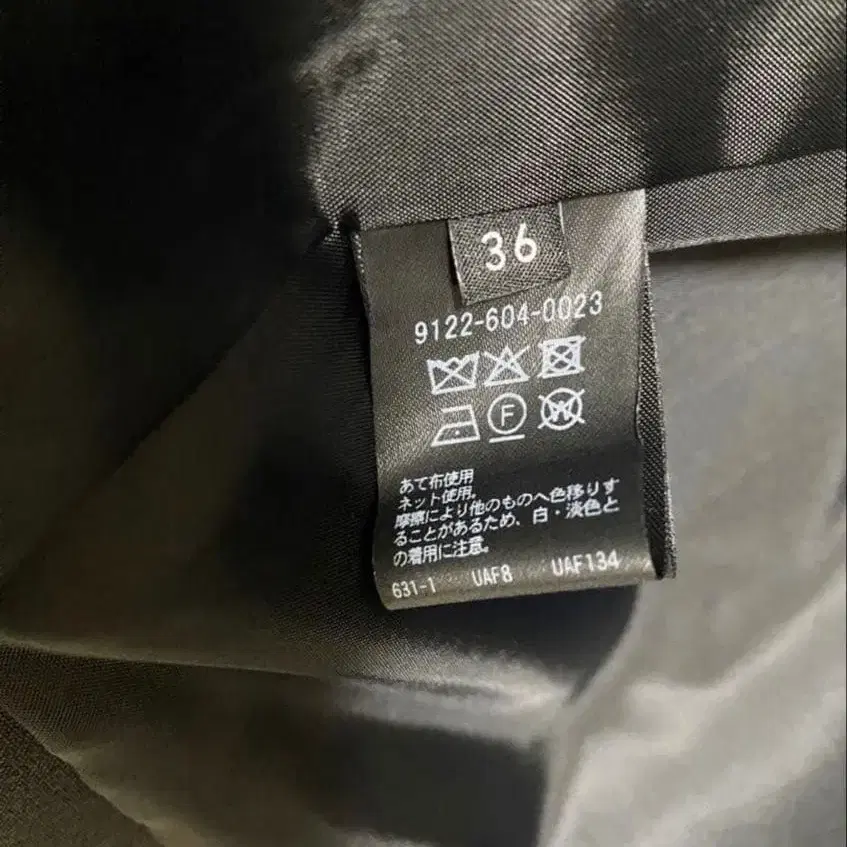 36
9122-604-0023
F
W
あて布使用
ネット使用。
摩擦により他のものへ色移りす
ることがあるため、白・淡色と
の着用に注意。
631-1 UAF8 UAF134